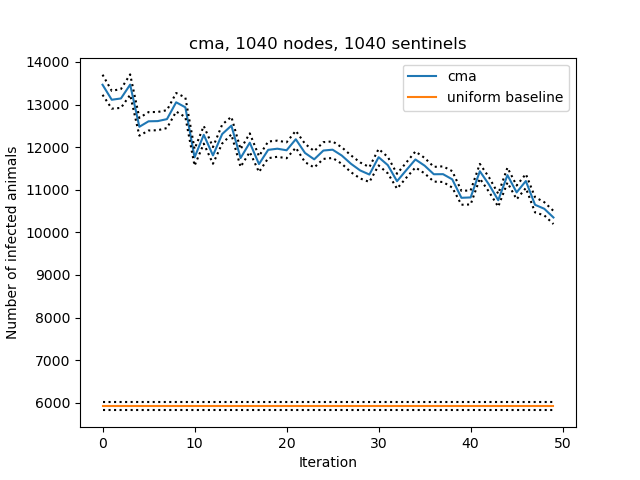 cma, 1040 nodes, 1040 sentinels
cma
uniform baseline
Number of infected animals
14000
13000
12000
11000
10000
9000
8000
7000
6000
0 10 20 30 40 50
Iteration